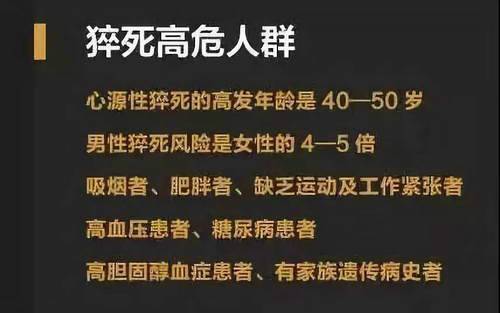 猝死高危人群
心源性猝死的高发年龄是 40—50 岁
男性猝死风险是女性的 4—5 倍
吸烟者、肥胖者、缺乏运动及工作紧张者
高血压患者、糖尿病患者
高胆固醇血症患者、有家族遗传病史者